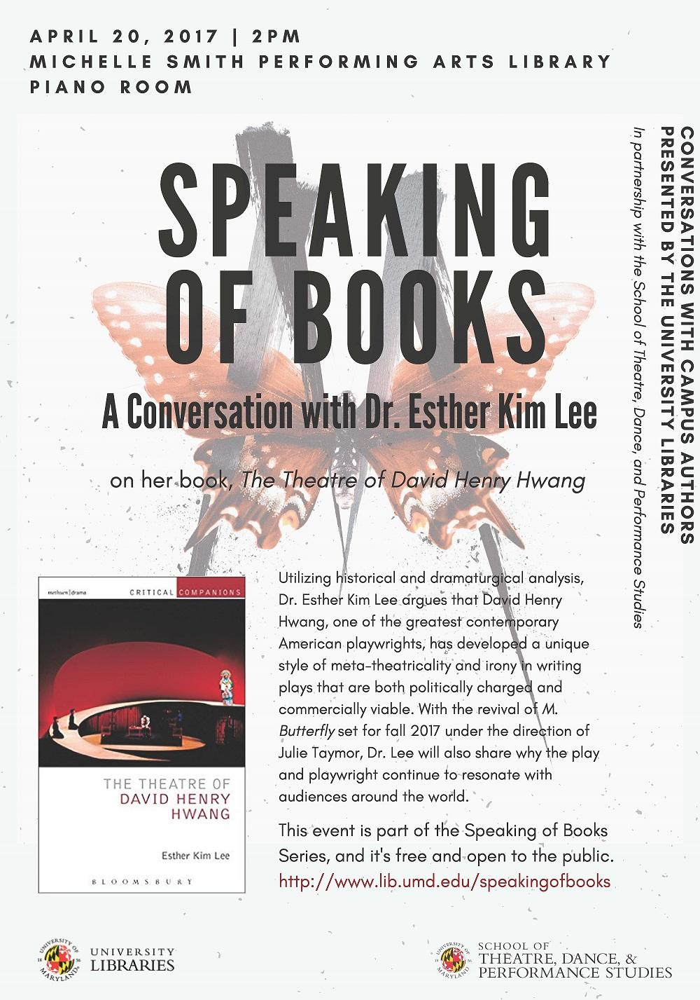 APRIL 20, 2017 | 2PM
MICHELLE SMITH PERFORMING ARTS LIBRARY
PIANO ROOM
CONVERSATIONS WITH CAMPUS AUTHORS
PRESENTED BY THE UNIVERSITY LIBRARIES
In partnership with the School of Theatre, Dance, and Performance Studies
SPEAKING
OF BOOKS
A Conversation with Dr. Esther Kim Lee
on her book, The Theatre of David Henry Hwang
methuen|drama
CRITICAL COMPANIONS
THE THEATRE OF
DAVID HENRY
HWANG
Esther Kim Lee
BLOOMSBURY
Utilizing historical and dramaturgical analysis,
Dr. Esther Kim Lee argues that David Henry
Hwang, one of the greatest contemporary
American playwrights, has developed a unique
style of meta-theatricality and irony in writing
plays that are both politically charged and
commercially viable. With the revival of M.
Butterfly set for fall 2017 under the direction of
Julie Taymor, Dr. Lee will also share why the play
and playwright continue to resonate with
audiences around the world.
This event is part of the Speaking of Books
Series, and it's free and open to the public.
http://www.lib.umd.edu/speakingofbooks
UNIVERSITY OF
18 56
MARYLAND
UNIVERSITY
LIBRARIES
UNIVERSITY OF
18 56
MARYLAND
SCHOOL OF
THEATRE, DANCE, &
PERFORMANCE STUDIES